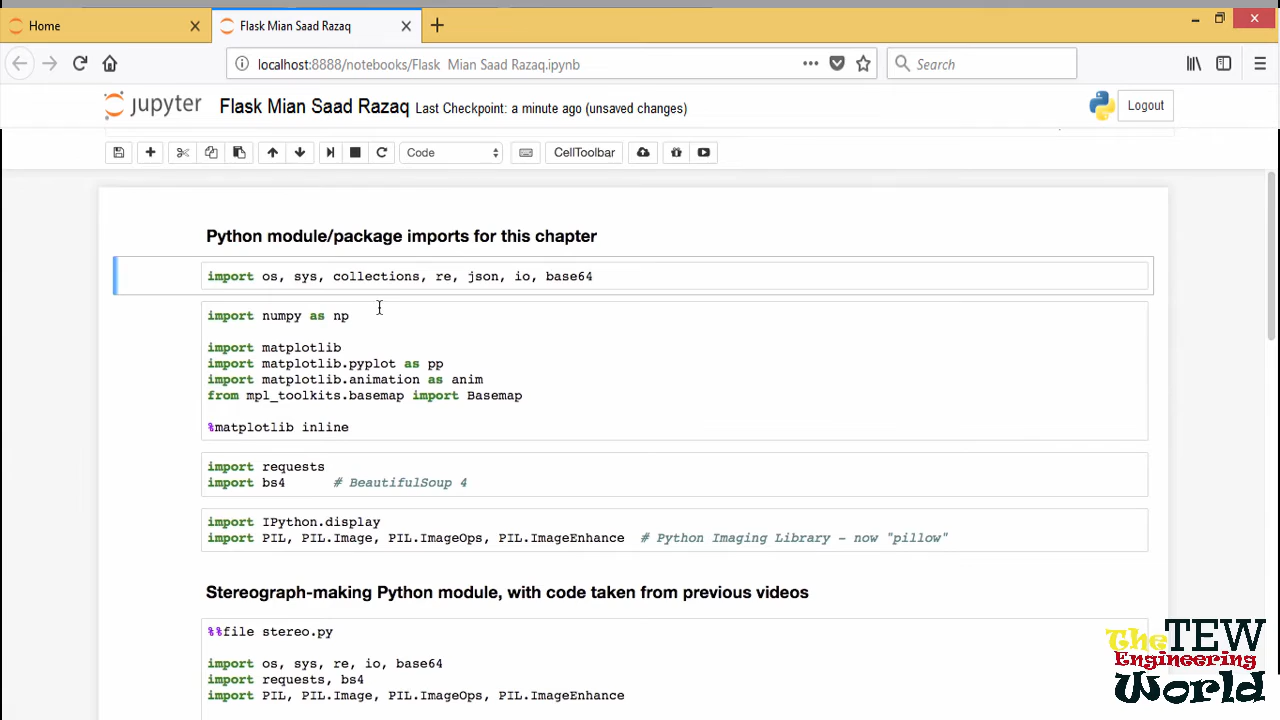 Home
Flask Mian Saad Razaq
localhost:8888/notebooks/Flask Mian Saad Razaq.ipynb
Search
jupyter Flask Mian Saad Razaq Last Checkpoint: a minute ago (unsaved changes)
Logout
Code
CellToolbar
Python module/package imports for this chapter
import os, sys, collections, re, json, io, base64
import numpy as np
import matplotlib
import matplotlib.pyplot as pp
import matplotlib.animation as anim
from mpl_toolkits.basemap import Basemap
%matplotlib inline
import requests
import bs4 # BeautifulSoup 4
import IPython.display
import PIL, PIL.Image, PIL.ImageOps, PIL.ImageEnhance # Python Imaging Library - now "pillow"
Stereograph-making Python module, with code taken from previous videos
%%file stereo.py
import os, sys, re, io, base64
import requests, bs4
import PIL, PIL.Image, PIL.ImageOps, PIL.ImageEnhance
The TEW
Engineering
World